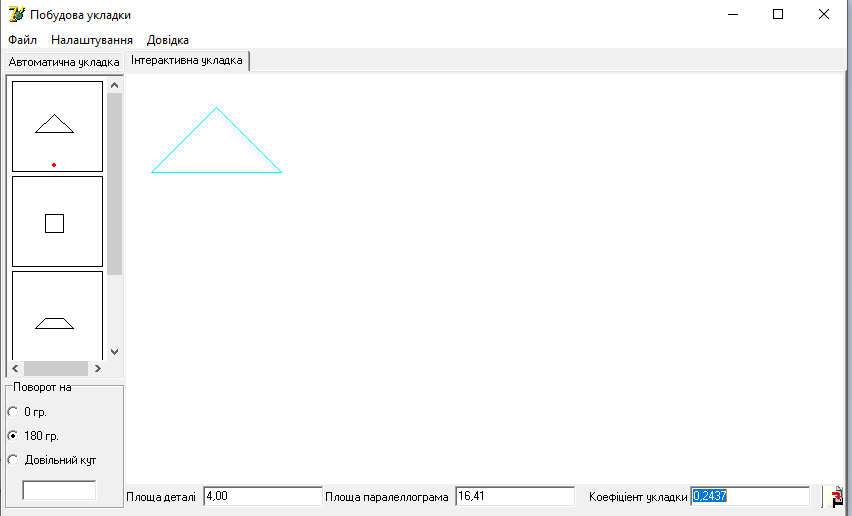 Побудова укладки
Файл Налаштування Довідка
Автоматична укладка Інтерактивна укладка
Поворот на
0 гр.
180 гр.
Довільний кут
Площа деталі 4,00 Площа паралеллограма 16,41 Коефіцієнт укладки 0,2437